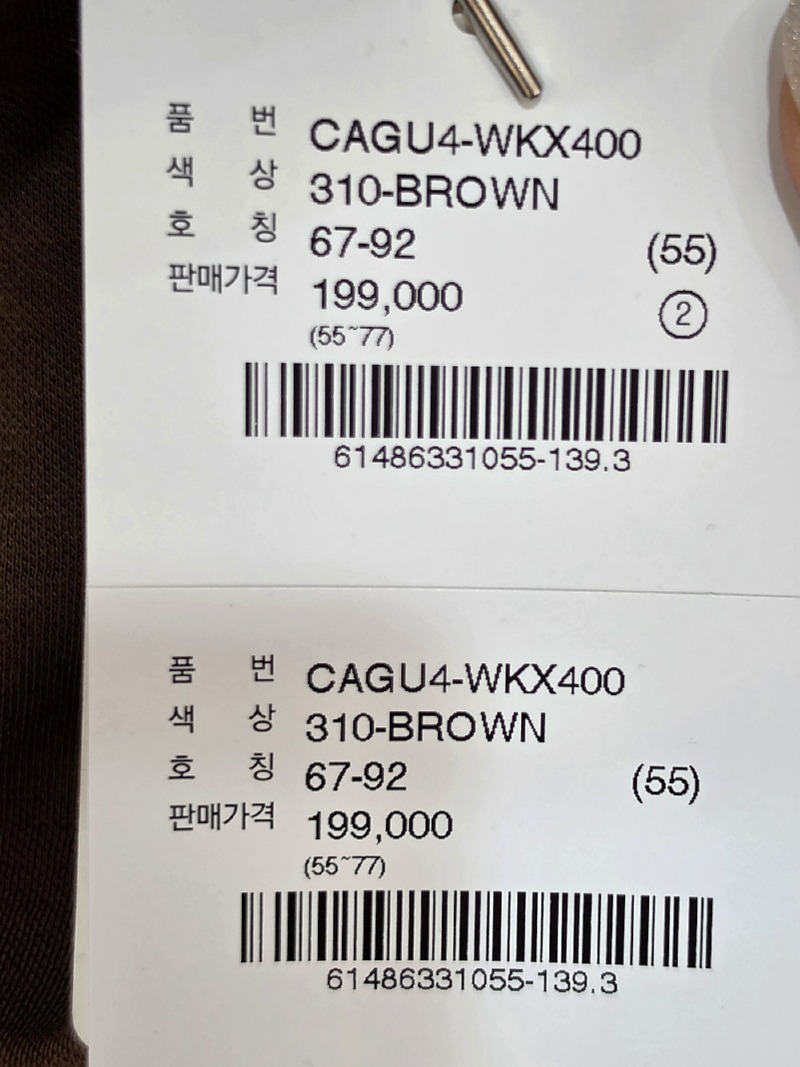 품 번 CAGU4-WKX400
색 상 310-BROWN
호 칭 67-92 (55)
판매가격 199,000 ②
(55~77)
61486331055-139.3
품 번 CAGU4-WKX400
색 상 310-BROWN
호 칭 67-92 (55)
판매가격 199,000
(55~77)
61486331055-139.3